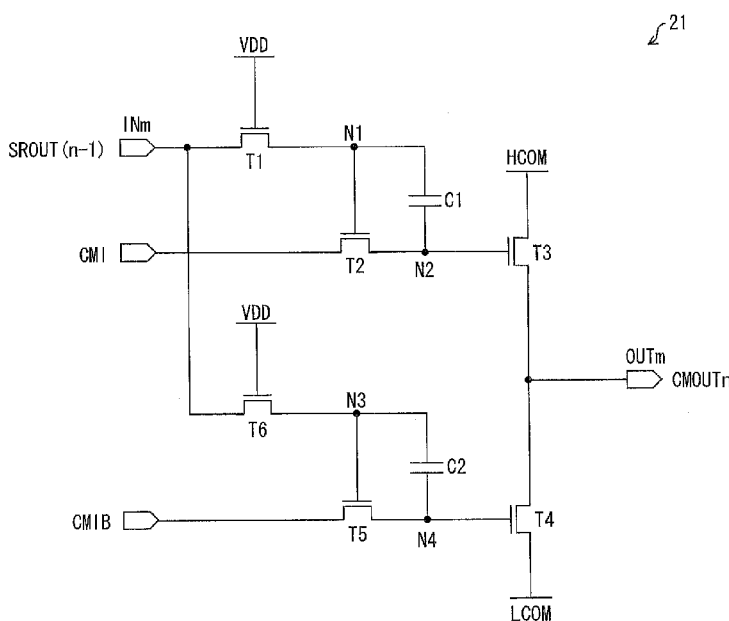 21
VDD
INm
SROUT(n-1)
T1
N1
C1
HCOM
CMI
T2
N2
T3
VDD
OUTm
CMOUTn
T6
N3
C2
CMIB
T5
N4
T4
LCOM